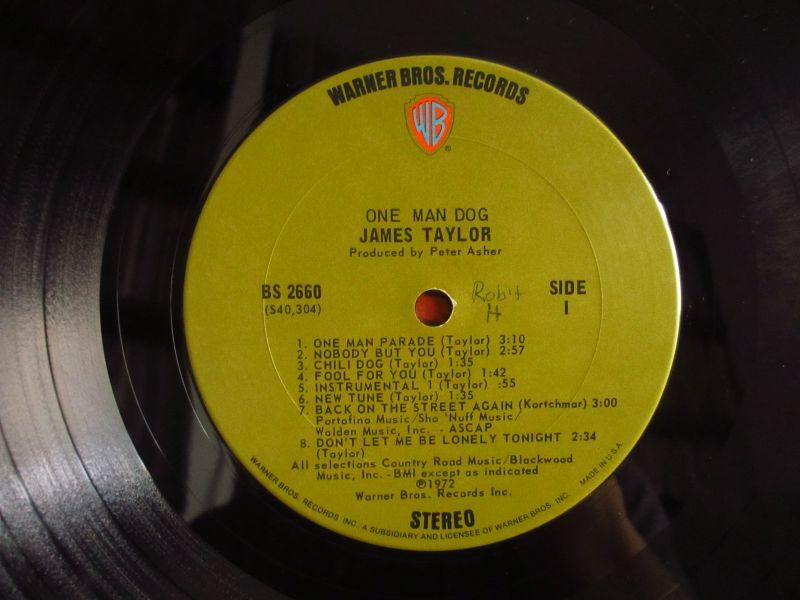 WARNER BROS. RECORDS
WB
®
ONE MAN DOG
JAMES TAYLOR
Produced by Peter Asher
BS 2660
(S40,304)
SIDE
1
1. ONE MAN PARADE (Taylor) 3:10
2. NOBODY BUT YOU (Taylor) 2:57
3. CHILI DOG (Taylor) 1:35
4. FOOL FOR YOU (Taylor) 1:42
5. INSTRUMENTAL 1 (Taylor) :55
6. NEW TUNE (Taylor) 1:35
7. BACK ON THE STREET AGAIN (Kortchmar) 3:00
Portofino Music/Sho 'Nuff Music/
Walden Music, Inc. - ASCAP
8. DON'T LET ME BE LONELY TONIGHT 2:34
(Taylor)
All selections Country Road Music/Blackwood
Music, Inc. - BMI except as indicated
℗1972
Warner Bros. Records Inc.
STEREO
WARNER BROS. RECORDS INC. A SUBSIDIARY AND LICENSEE OF WARNER BROS. INC. MADE IN U.S.A.